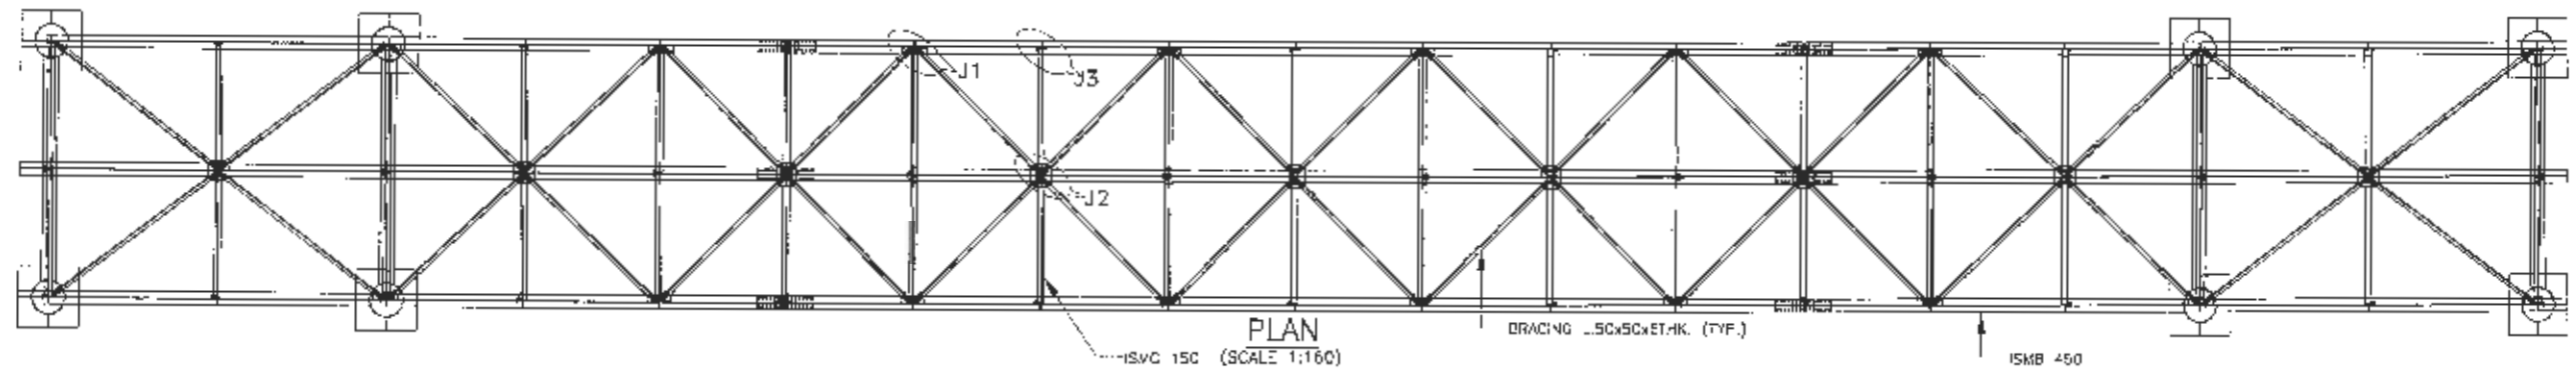 J1
J3
J2
PLAN
(SCALE 1:160)
ISMC 150
BRACING (TYP.)
ISMB 450